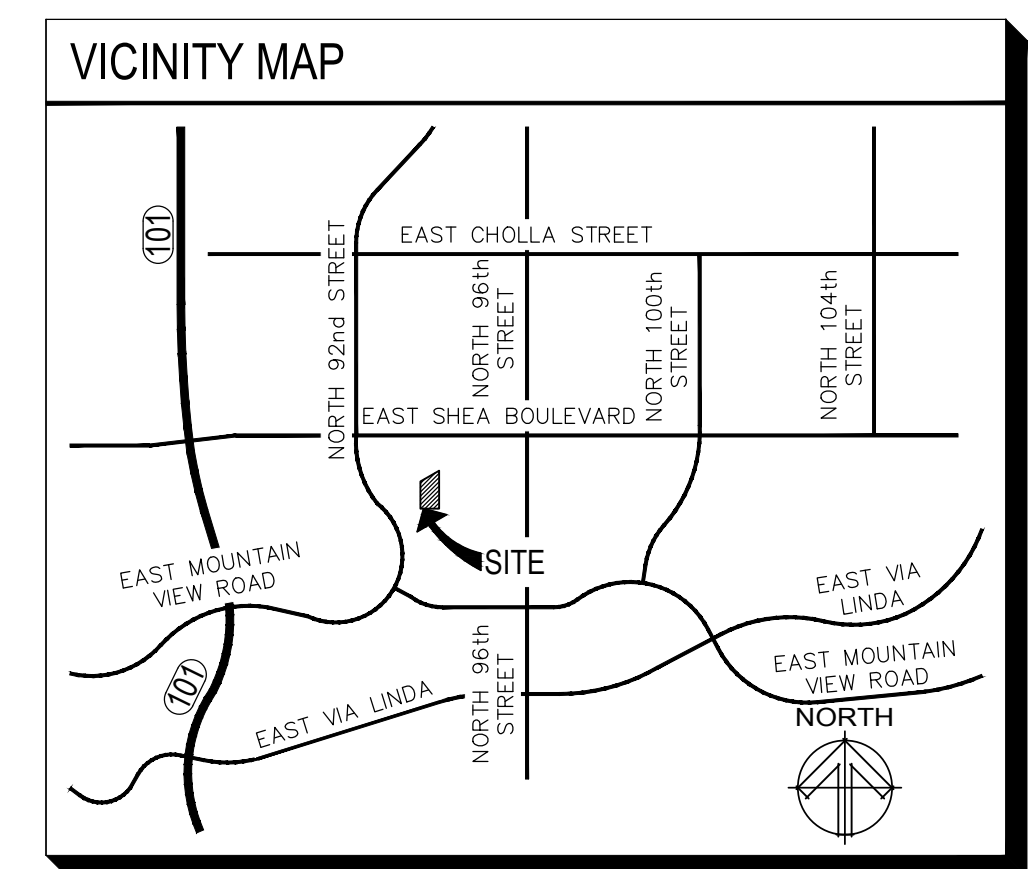 VICINITY MAP
101
NORTH 92nd STREET
EAST CHOLLA STREET
NORTH 96th
STREET
NORTH 100th
STREET
NORTH 104th
STREET
EAST SHEA BOULEVARD
SITE
EAST MOUNTAIN
VIEW ROAD
EAST VIA
LINDA
101
EAST VIA LINDA
NORTH 96th
STREET
EAST MOUNTAIN
VIEW ROAD
NORTH